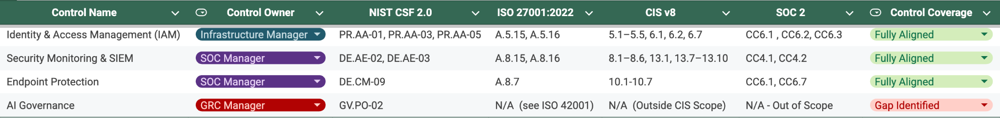 Control Name Control Owner NIST CSF 2.0 ISO 27001:2022 CIS v8 SOC 2 Control Coverage
Identity & Access Management (IAM) Infrastructure Manager PR.AA-01, PR.AA-03, PR.AA-05 A.5.15, A.5.16 5.1–5.5, 6.1, 6.2, 6.7 CC6.1 , CC6.2, CC6.3 Fully Aligned
Security Monitoring & SIEM SOC Manager DE.AE-02, DE.AE-03 A.8.15, A.8.16 8.1–8.6, 13.1, 13.7–13.10 CC4.1, CC4.2 Fully Aligned
Endpoint Protection SOC Manager DE.CM-09 A.8.7 10.1-10.7 CC6.1, CC6.7 Fully Aligned
AI Governance GRC Manager GV.PO-02 N/A (see ISO 42001) N/A (Outside CIS Scope) N/A - Out of Scope Gap Identified